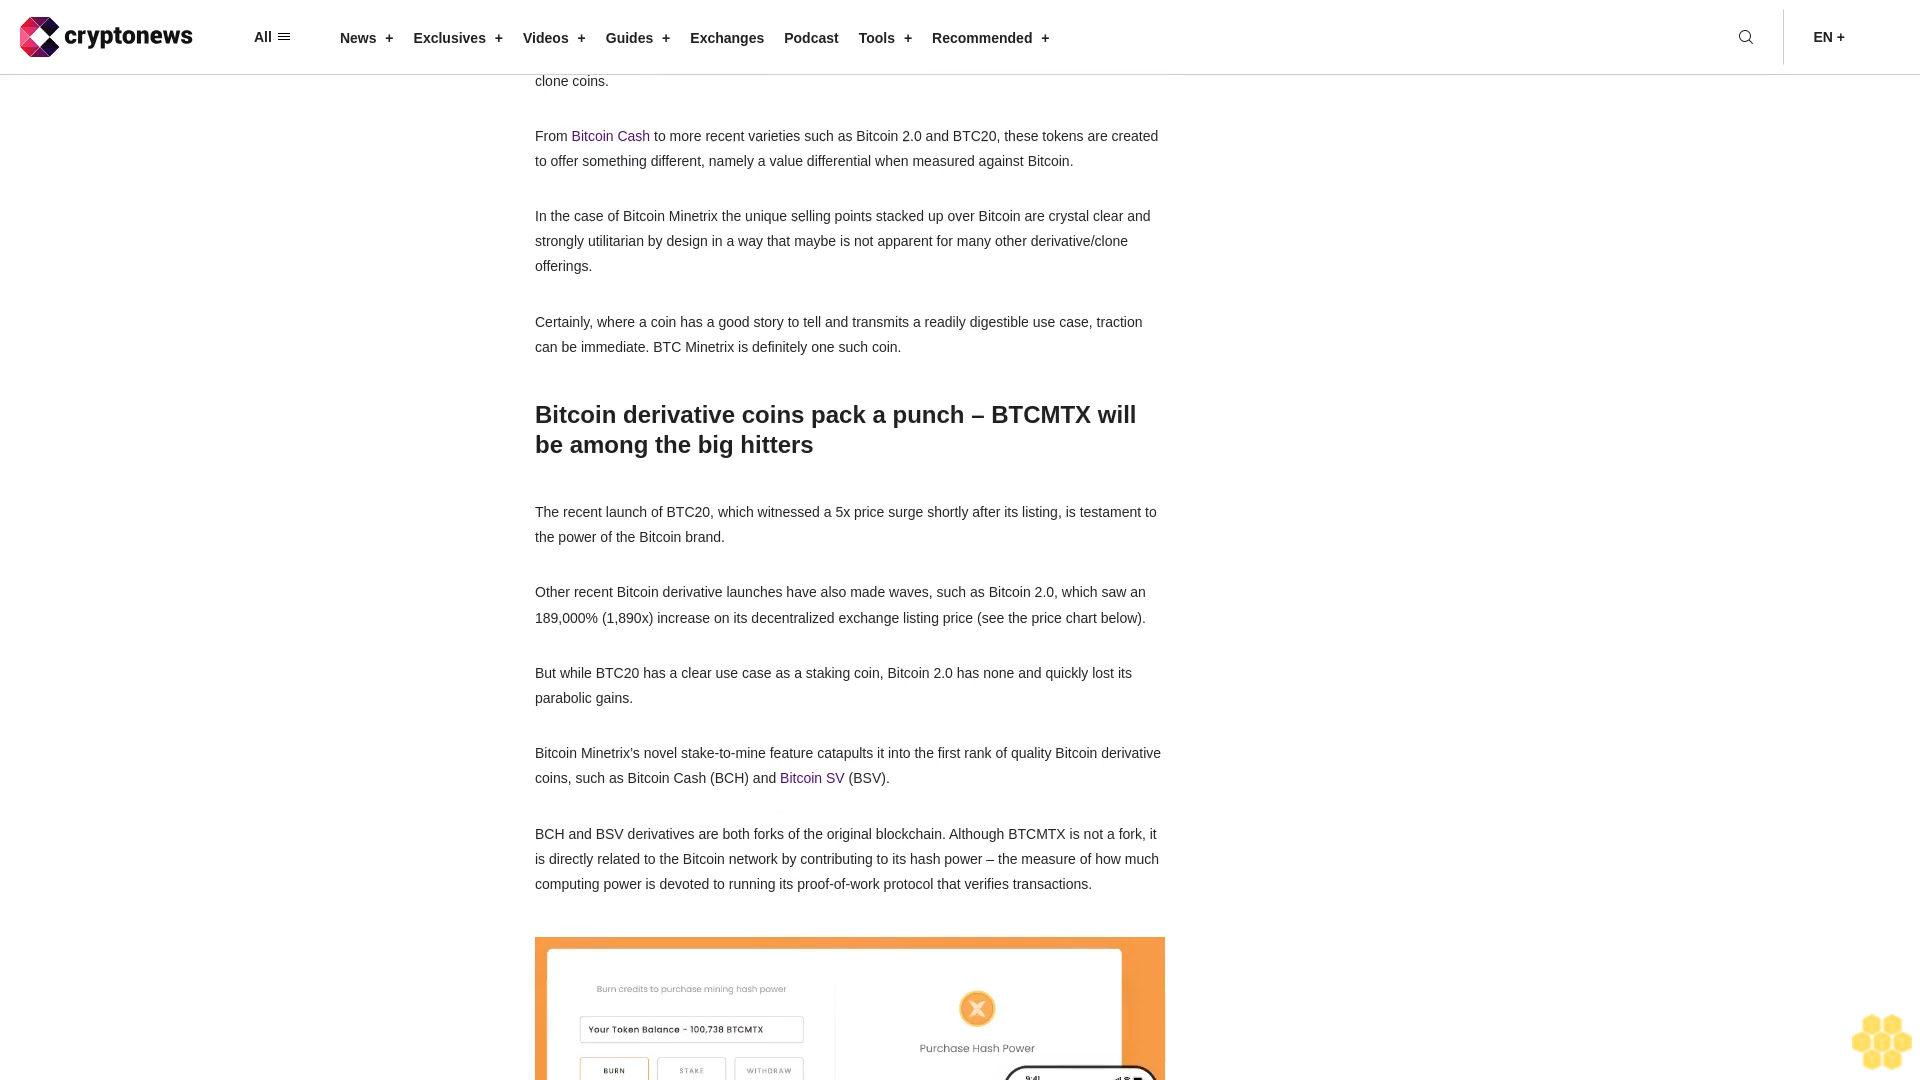 cryptonews
All
News + Exclusives + Videos + Guides + Exchanges Podcast Tools + Recommended +
EN +
clone coins.
From Bitcoin Cash to more recent varieties such as Bitcoin 2.0 and BTC20, these tokens are created
to offer something different, namely a value differential when measured against Bitcoin.
In the case of Bitcoin Minetrix the unique selling points stacked up over Bitcoin are crystal clear and
strongly utilitarian by design in a way that maybe is not apparent for many other derivative/clone
offerings.
Certainly, where a coin has a good story to tell and transmits a readily digestible use case, traction
can be immediate. BTC Minetrix is definitely one such coin.
Bitcoin derivative coins pack a punch – BTCMTX will
be among the big hitters
The recent launch of BTC20, which witnessed a 5x price surge shortly after its listing, is testament to
the power of the Bitcoin brand.
Other recent Bitcoin derivative launches have also made waves, such as Bitcoin 2.0, which saw an
189,000% (1,890x) increase on its decentralized exchange listing price (see the price chart below).
But while BTC20 has a clear use case as a staking coin, Bitcoin 2.0 has none and quickly lost its
parabolic gains.
Bitcoin Minetrix’s novel stake-to-mine feature catapults it into the first rank of quality Bitcoin derivative
coins, such as Bitcoin Cash (BCH) and Bitcoin SV (BSV).
BCH and BSV derivatives are both forks of the original blockchain. Although BTCMTX is not a fork, it
is directly related to the Bitcoin network by contributing to its hash power – the measure of how much
computing power is devoted to running its proof-of-work protocol that verifies transactions.
Burn credits to purchase mining hash power
Your Token Balance - 100,738 BTCMTX
BURN STAKE WITHDRAW
Purchase Hash Power
9:41